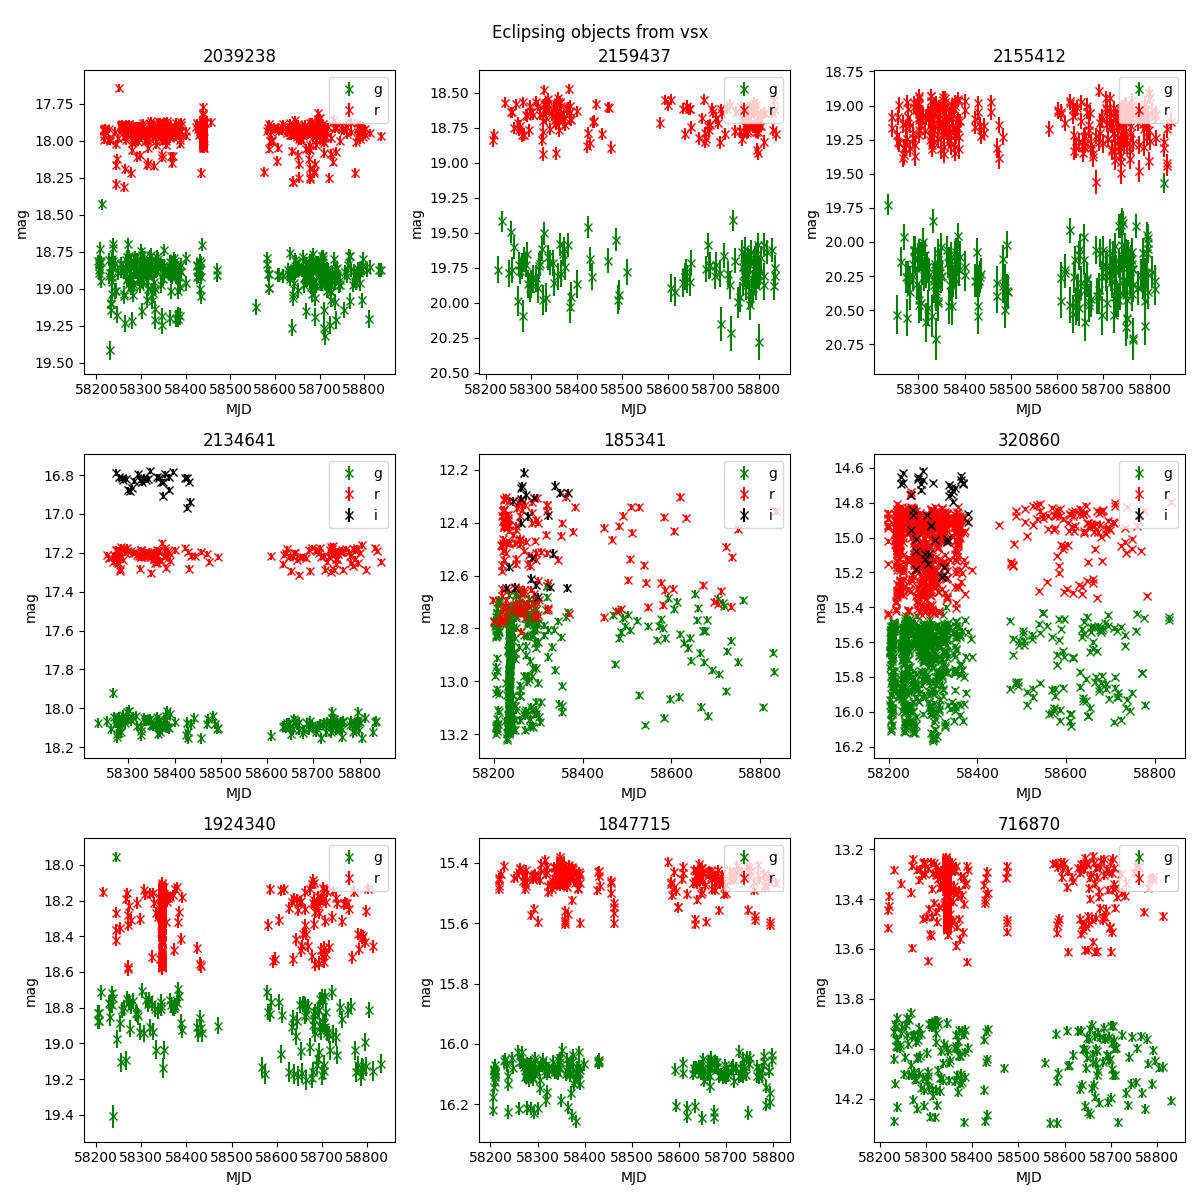 Eclipsing objects from vsx
2039238
g
r
17.75
18.00
18.25
18.50
18.75
19.00
19.25
19.50
mag
58200 58300 58400 58500 58600 58700 58800
MJD
2159437
g
r
18.50
18.75
19.00
19.25
19.50
19.75
20.00
20.25
20.50
mag
58200 58300 58400 58500 58600 58700 58800
MJD
2155412
g
r
18.75
19.00
19.25
19.50
19.75
20.00
20.25
20.50
20.75
mag
58300 58400 58500 58600 58700 58800
MJD
2134641
g
r
i
16.8
17.0
17.2
17.4
17.6
17.8
18.0
18.2
mag
58300 58400 58500 58600 58700 58800
MJD
185341
g
r
i
12.2
12.4
12.6
12.8
13.0
13.2
mag
58200 58400 58600 58800
MJD
320860
g
r
i
14.6
14.8
15.0
15.2
15.4
15.6
15.8
16.0
16.2
mag
58200 58400 58600 58800
MJD
1924340
g
r
18.0
18.2
18.4
18.6
18.8
19.0
19.2
19.4
mag
58200 58300 58400 58500 58600 58700 58800
MJD
1847715
g
r
15.4
15.6
15.8
16.0
16.2
mag
58200 58300 58400 58500 58600 58700 58800
MJD
716870
g
r
13.2
13.4
13.6
13.8
14.0
14.2
mag
58200 58300 58400 58500 58600 58700 58800
MJD